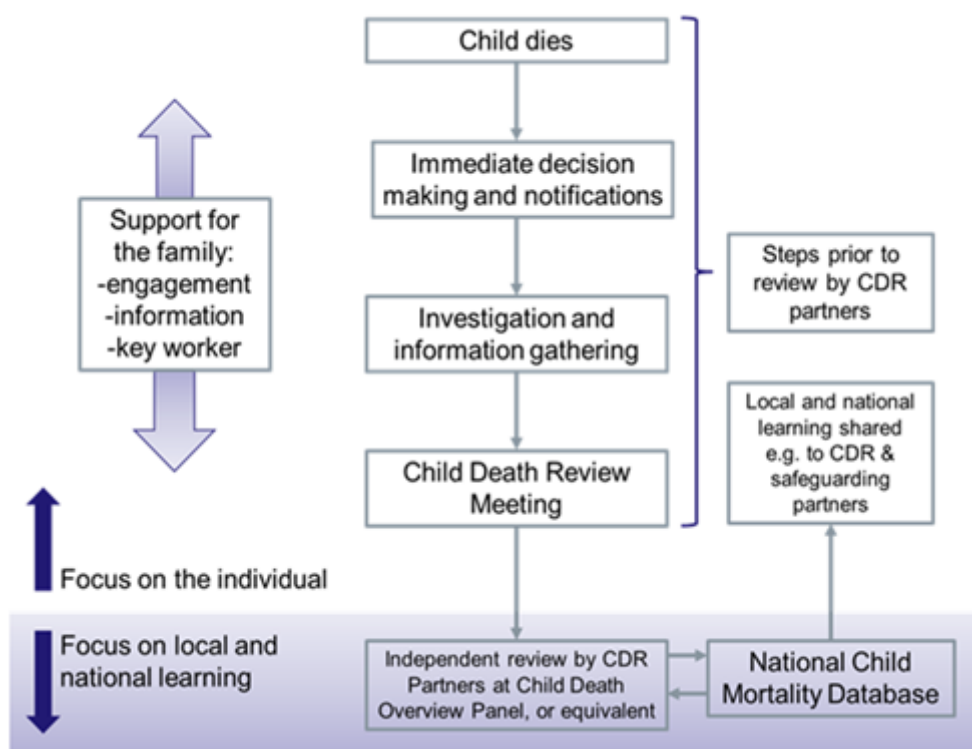 Child dies
Immediate decision
making and notifications
Support for
the family:
-engagement
-information
-key worker
Steps prior to
review by CDR
partners
Investigation and
information gathering
Local and national
learning shared
e.g. to CDR &
safeguarding
partners
Child Death Review
Meeting
Focus on the individual
Focus on local and
national learning
Independent review by CDR
Partners at Child Death
Overview Panel, or equivalent
National Child
Mortality Database